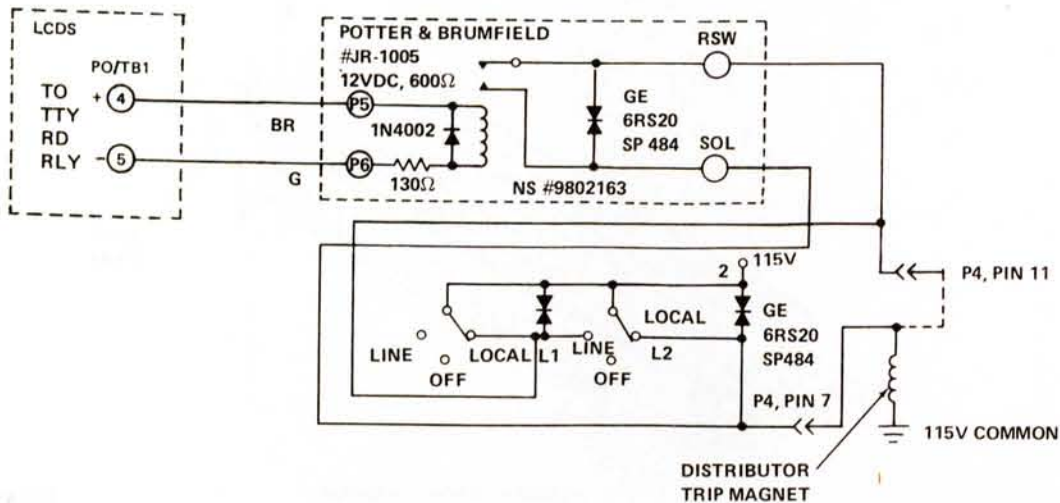 LCDS
PO/TB1
TO + 4
TTY
RD
RLY - 5
BR
G
POTTER & BRUMFIELD
#JR-1005
12VDC, 600Ω
P5
1N4002
P6
130Ω
RSW
GE
6RS20
SP 484
SOL
NS #9802163
2 115V
P4, PIN 11
LOCAL
GE
6RS20
SP484
LINE
LOCAL L1
LINE
L2
OFF
OFF
P4, PIN 7
115V COMMON
DISTRIBUTOR
TRIP MAGNET